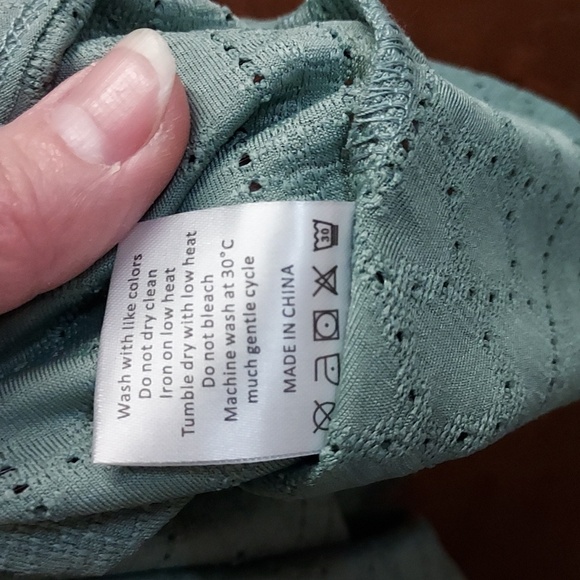 Wash with like colors
Do not dry clean
Iron on low heat
Tumble dry with low heat
Do not bleach
Machine wash at 30°C
much gentle cycle
MADE IN CHINA
30